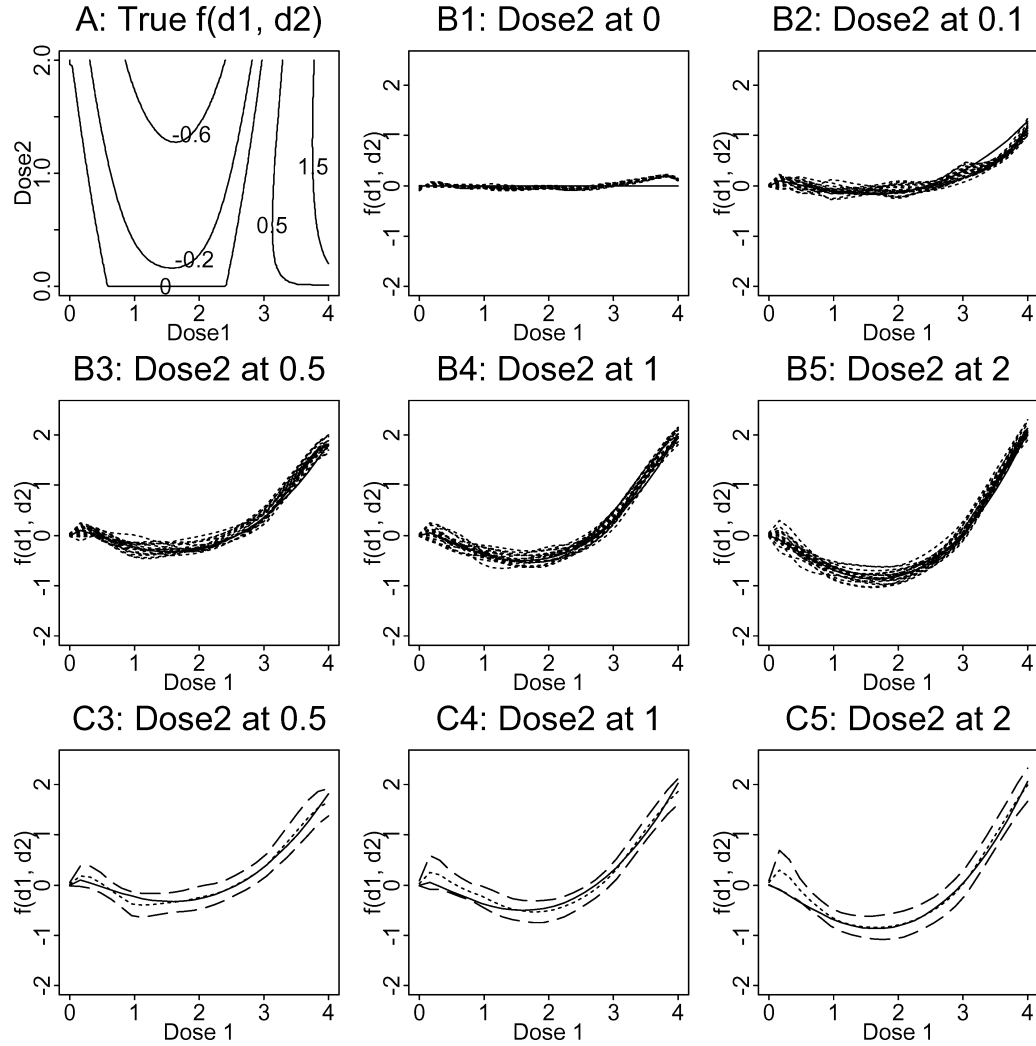 A: True f(d1, d2)
B1: Dose2 at 0
B2: Dose2 at 0.1
Dose2
0.0 1.0 2.0
-0.6
1.5
0.5
-0.2
0
0 1 2 3 4
Dose1
f(d1, d2)
-2 -1 0 1 2
0 1 2 3 4
Dose 1
f(d1, d2)
-2 -1 0 1 2
0 1 2 3 4
Dose 1
B3: Dose2 at 0.5
B4: Dose2 at 1
B5: Dose2 at 2
f(d1, d2)
-2 -1 0 1 2
0 1 2 3 4
Dose 1
f(d1, d2)
-2 -1 0 1 2
0 1 2 3 4
Dose 1
f(d1, d2)
-2 -1 0 1 2
0 1 2 3 4
Dose 1
C3: Dose2 at 0.5
C4: Dose2 at 1
C5: Dose2 at 2
f(d1, d2)
-2 -1 0 1 2
0 1 2 3 4
Dose 1
f(d1, d2)
-2 -1 0 1 2
0 1 2 3 4
Dose 1
f(d1, d2)
-2 -1 0 1 2
0 1 2 3 4
Dose 1